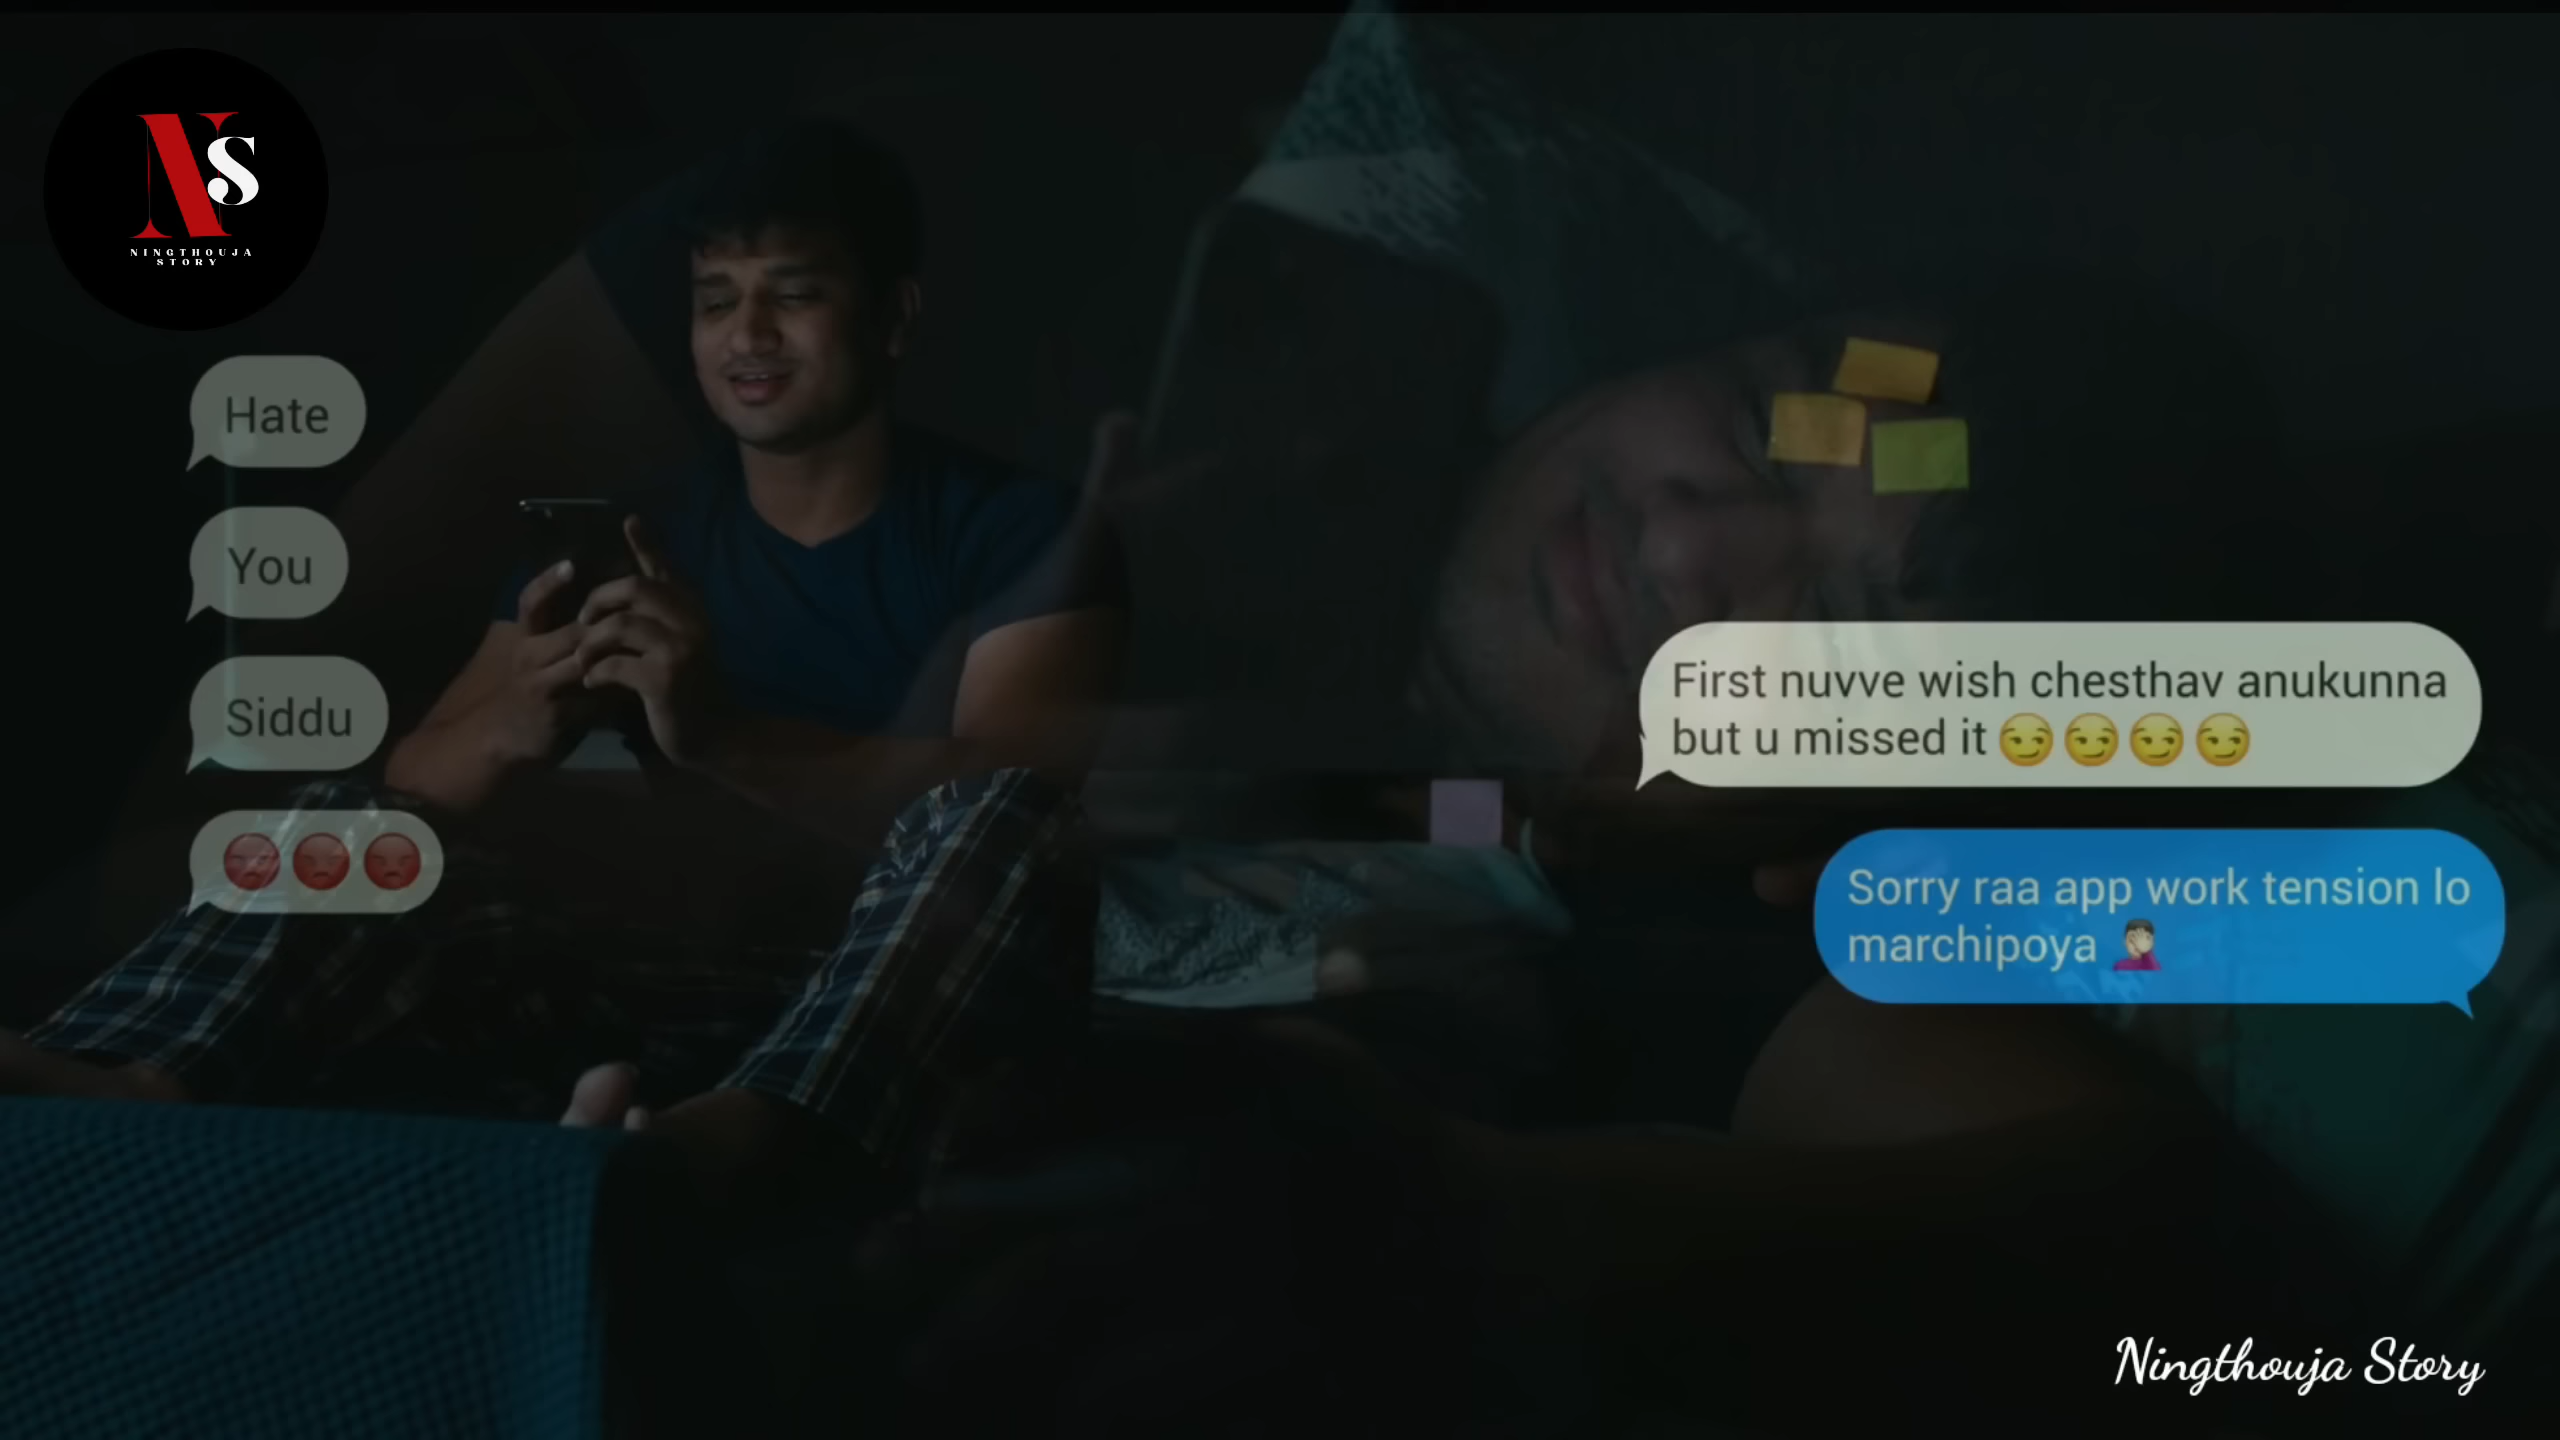 NS
NINGTHOUJA
STORY
Hate
You
Siddu
😡😡😡
First nuvve wish chesthav anukunna
but u missed it 😏😏😏😏
Sorry raa app work tension lo
marchipoya 🤦🏻‍♂️
Ningthouja Story